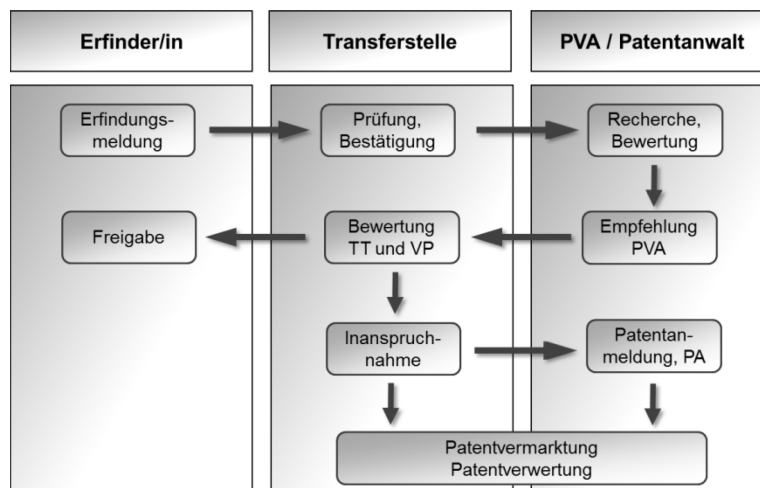 Erfinder/in
Transferstelle
PVA / Patentanwalt
Erfindungs-
meldung
Prüfung,
Bestätigung
Recherche,
Bewertung
Freigabe
Bewertung
TT und VP
Empfehlung
PVA
Inanspruch-
nahme
Patentan-
meldung, PA
Patentvermarktung
Patentverwertung